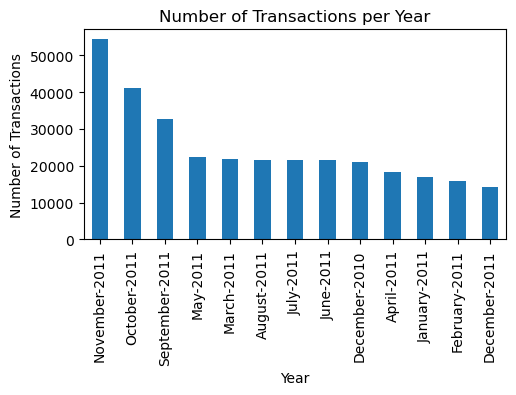 Number of Transactions per Year
Number of Transactions
50000
40000
30000
20000
10000
0
November-2011
October-2011
September-2011
May-2011
March-2011
August-2011
July-2011
June-2011
December-2010
April-2011
January-2011
February-2011
December-2011
Year